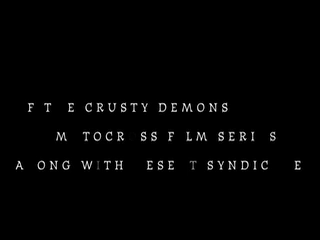 F T E CRUSTY DEMONS
M TOCR SS F LM SERI S
A ONG WITH ESE T SYNDIC E